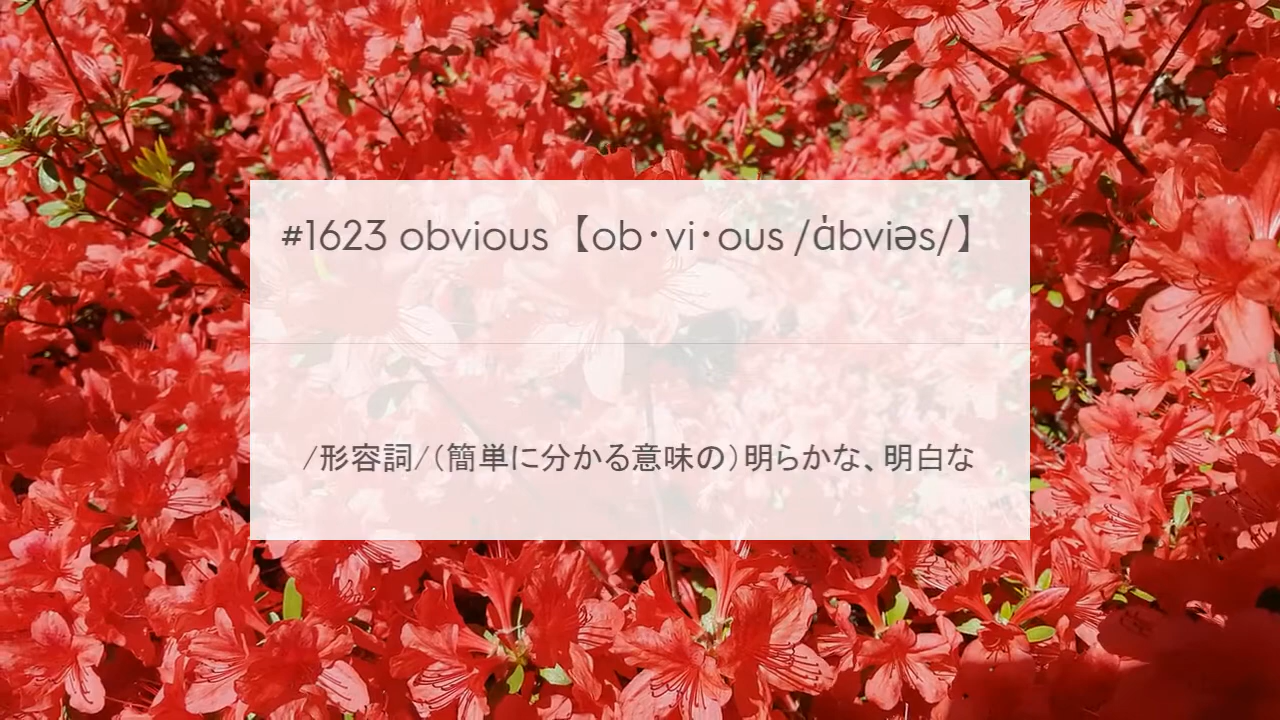 #1623 obvious 【ob・vi・ous /ɑ́bviəs/】
/形容詞/（簡単に分かる意味の）明らかな、明白な